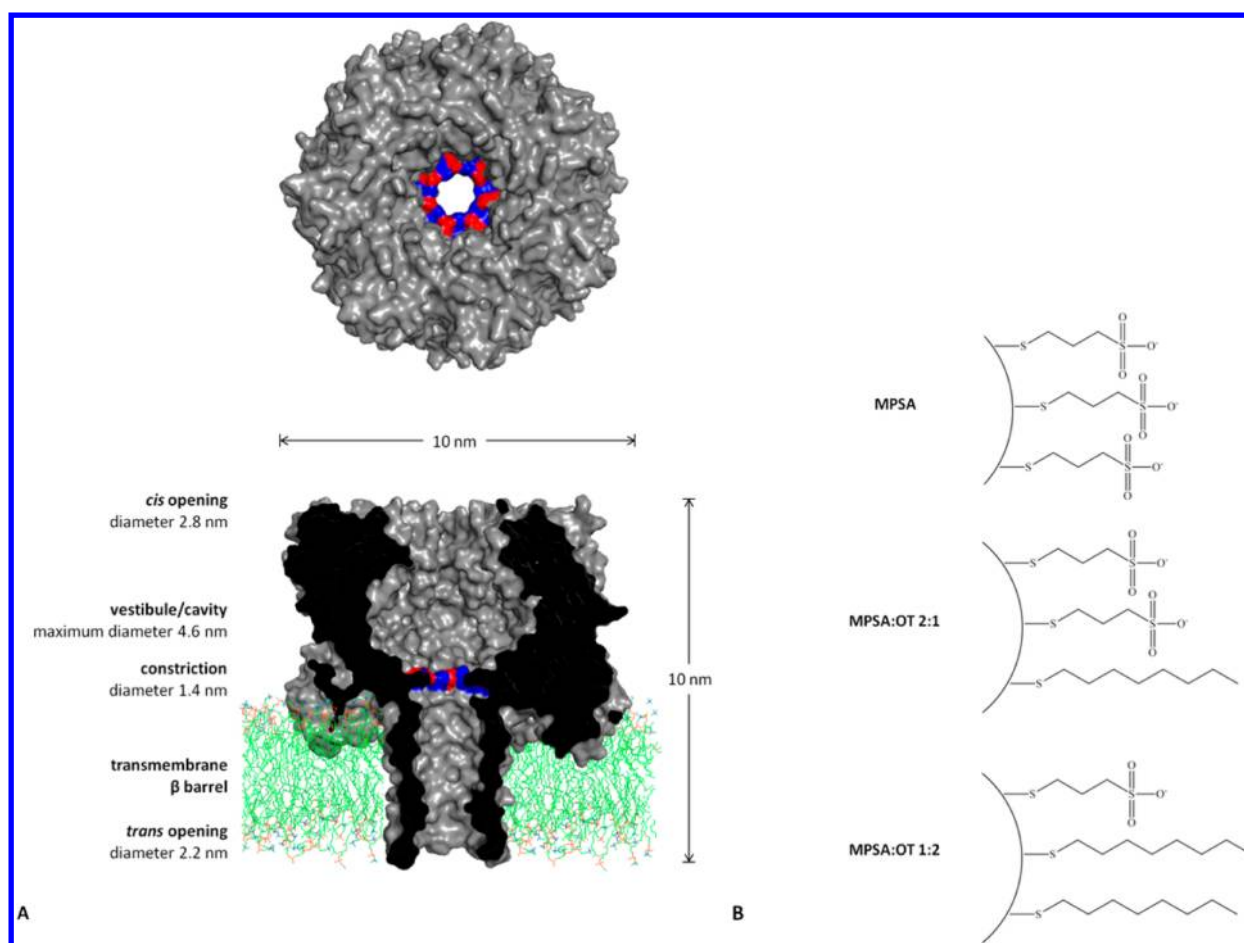 10 nm
cis opening
diameter 2.8 nm
vestibule/cavity
maximum diameter 4.6 nm
constriction
diameter 1.4 nm
10 nm
transmembrane
β barrel
trans opening
diameter 2.2 nm
A
MPSA
S
O
S
O⁻
O
S
O
S
O⁻
O
S
O
S
O⁻
O
MPSA:OT 2:1
S
O
S
O⁻
O
S
O
S
O⁻
O
S
MPSA:OT 1:2
S
O
S
O⁻
O
S
S
B